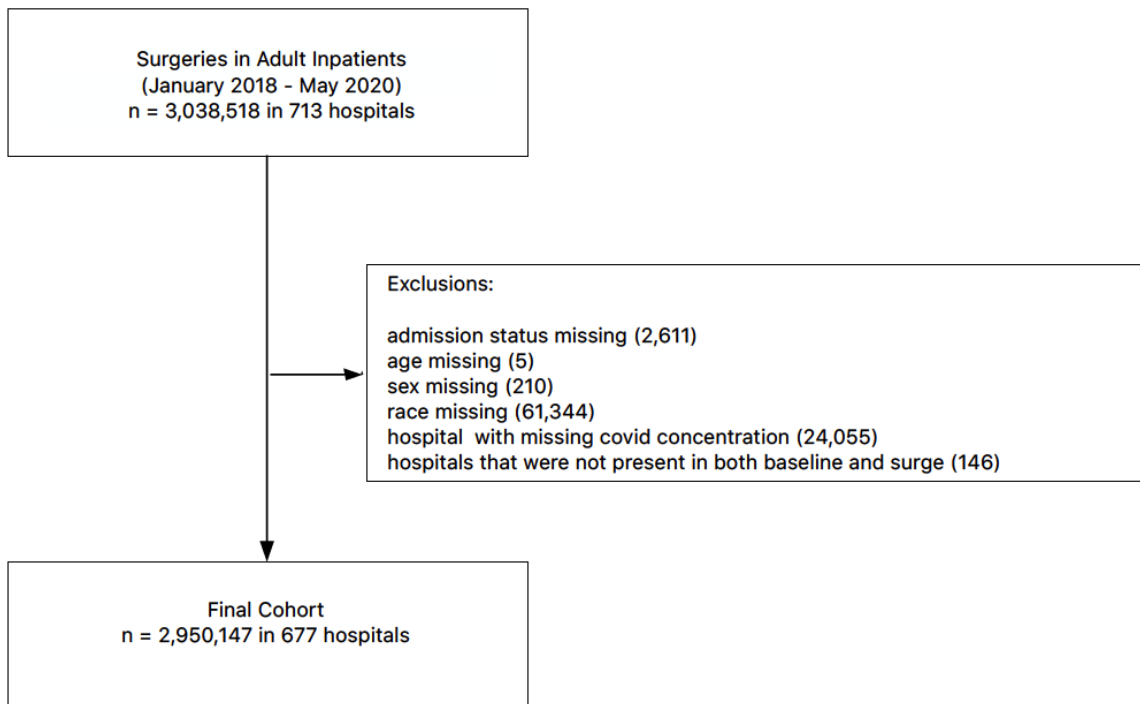 Surgeries in Adult Inpatients
(January 2018 - May 2020)
n = 3,038,518 in 713 hospitals
Exclusions:
admission status missing (2,611)
age missing (5)
sex missing (210)
race missing (61,344)
hospital with missing covid concentration (24,055)
hospitals that were not present in both baseline and surge (146)
Final Cohort
n = 2,950,147 in 677 hospitals